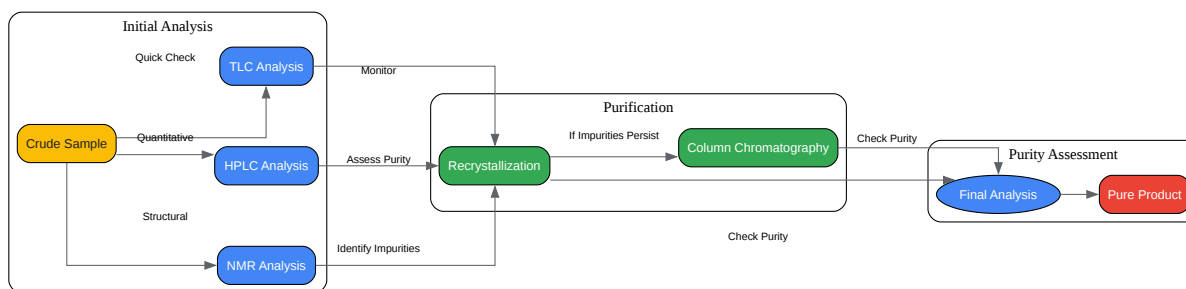 Initial Analysis
Quick Check
TLC Analysis
Monitor
Crude Sample
Quantitative
HPLC Analysis
Assess Purity
Structural
NMR Analysis
Identify Impurities
Purification
Recrystallization
If Impurities Persist
Column Chromatography
Check Purity
Check Purity
Purity Assessment
Final Analysis
Pure Product